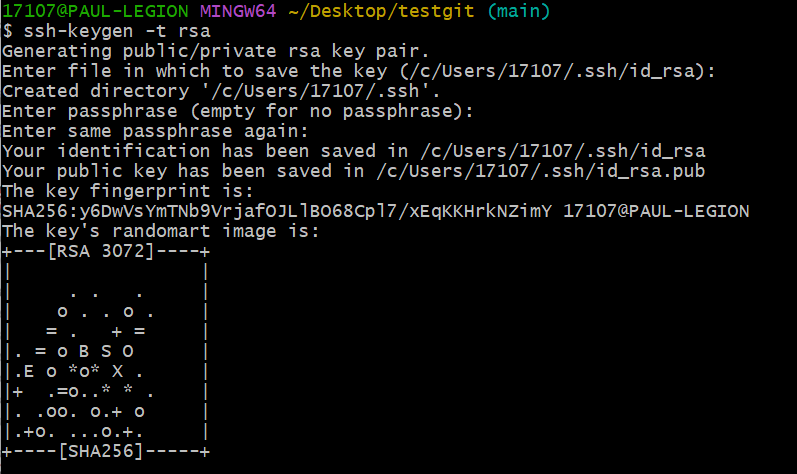 17107@PAUL-LEGION MINGW64 ~/Desktop/testgit (main)
$ ssh-keygen -t rsa
Generating public/private rsa key pair.
Enter file in which to save the key (/c/Users/17107/.ssh/id_rsa):
Created directory '/c/Users/17107/.ssh'.
Enter passphrase (empty for no passphrase):
Enter same passphrase again:
Your identification has been saved in /c/Users/17107/.ssh/id_rsa
Your public key has been saved in /c/Users/17107/.ssh/id_rsa.pub
The key fingerprint is:
SHA256:y6DwVsYmTNb9VrjafOJLlBO68Cpl7/xEqKKHrkNZimY 17107@PAUL-LEGION
The key's randomart image is:
+---[RSA 3072]----+
|                 |
|     . .   .     |
|    o . . o .    |
|   = .   + =     |
|. = o B S O      |
|.E o *o* X .     |
|+  .=o..* * .    |
|. .oo. o.+ o     |
|.+o. ...o.+.     |
+----[SHA256]-----+